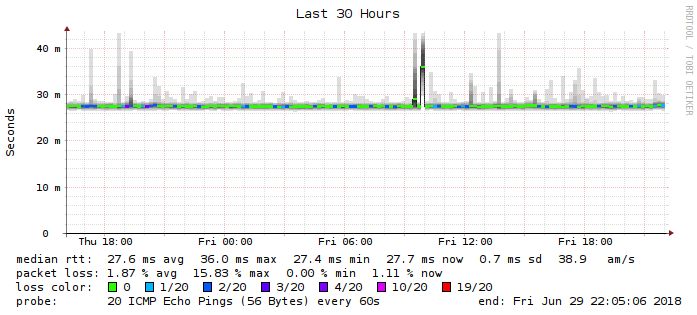 Last 30 Hours
RRDTOOL / TOBI OETIKER
Seconds
40 m
30 m
20 m
10 m
0
Thu 18:00 Fri 00:00 Fri 06:00 Fri 12:00 Fri 18:00
median rtt: 27.6 ms avg 36.0 ms max 27.4 ms min 27.7 ms now 0.7 ms sd 38.9 am/s
packet loss: 1.87 % avg 15.83 % max 0.00 % min 1.11 % now
loss color: 0 1/20 2/20 3/20 4/20 10/20 19/20
probe: 20 ICMP Echo Pings (56 Bytes) every 60s end: Fri Jun 29 22:05:06 2018